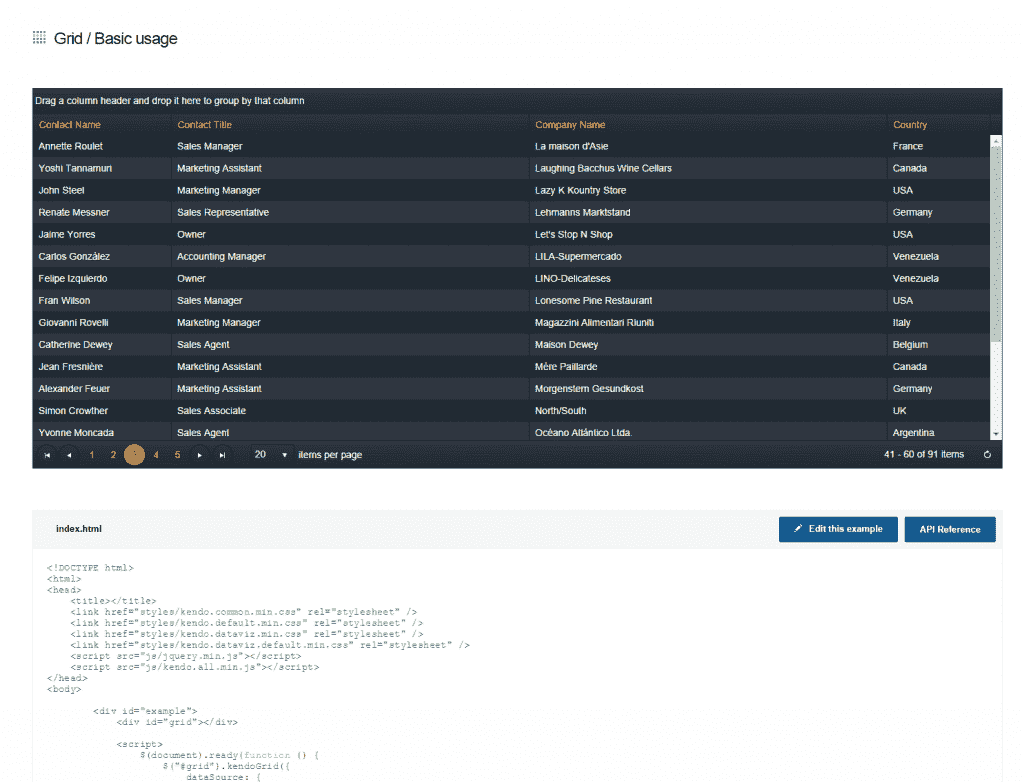 Grid / Basic usage
Drag a column header and drop it here to group by that column
Contact Name Contact Title Company Name Country
Annette Roulet Sales Manager La maison d'Asie France
Yoshi Tannamuri Marketing Assistant Laughing Bacchus Wine Cellars Canada
John Steel Marketing Manager Lazy K Kountry Store USA
Renate Messner Sales Representative Lehmanns Marktstand Germany
Jaime Yorres Owner Let's Stop N Shop USA
Carlos González Accounting Manager LILA-Supermercado Venezuela
Felipe Izquierdo Owner LINO-Delicateses Venezuela
Fran Wilson Sales Manager Lonesome Pine Restaurant USA
Giovanni Rovelli Marketing Manager Magazzini Alimentari Riuniti Italy
Catherine Dewey Sales Agent Maison Dewey Belgium
Jean Fresnière Marketing Assistant Mère Paillarde Canada
Alexander Feuer Marketing Assistant Morgenstern Gesundkost Germany
Simon Crowther Sales Associate North/South UK
Yvonne Moncada Sales Agent Océano Atlántico Ltda. Argentina
1 2 4 5 20 items per page 41 - 60 of 91 items
index.html Edit this example API Reference
<!DOCTYPE html>
<html>
<head>
<title></title>
<link href="styles/kendo.common.min.css" rel="stylesheet" />
<link href="styles/kendo.default.min.css" rel="stylesheet" />
<link href="styles/kendo.dataviz.min.css" rel="stylesheet" />
<link href="styles/kendo.dataviz.default.min.css" rel="stylesheet" />
<script src="js/jquery.min.js"></script>
<script src="js/kendo.all.min.js"></script>
</head>
<body>
<div id="example">
<div id="grid"></div>
<script>
$(document).ready(function () {
$("#grid").kendoGrid({
dataSource: {